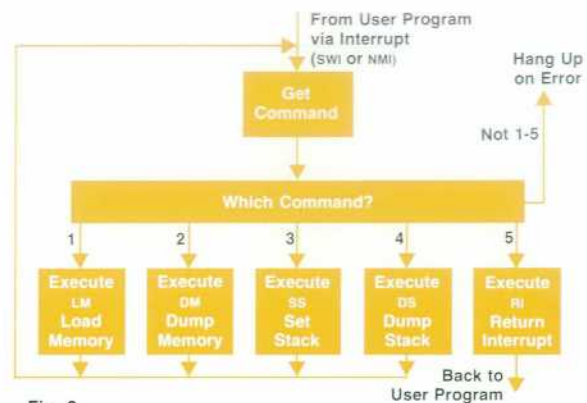 From User Program
via Interrupt
(SWI or NMI)
Hang Up
on Error
Get
Command
Not 1-5
Which Command?
1
2
3
4
5
Execute
LM
Load
Memory
Execute
DM
Dump
Memory
Execute
SS
Set
Stack
Execute
DS
Dump
Stack
Execute
RI
Return
Interrupt
Back to
User Program